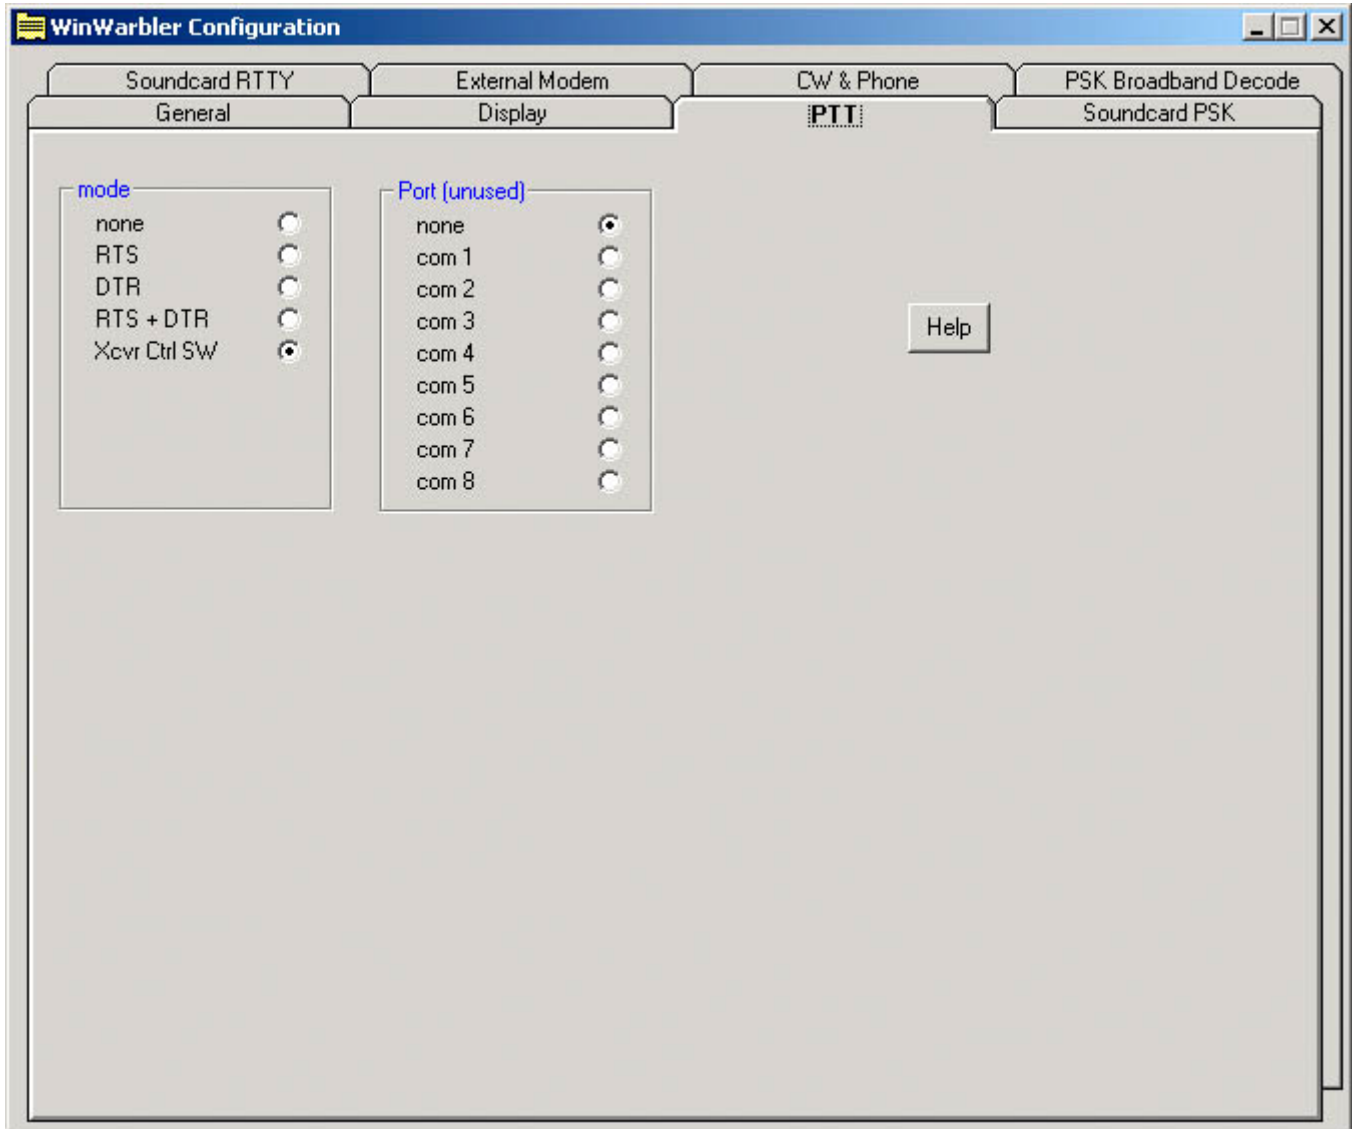 WinWarbler Configuration
Soundcard RTTY External Modem CW & Phone PSK Broadband Decode
General Display PTT Soundcard PSK
mode
none
RTS
DTR
RTS + DTR
Xcvr Ctrl SW
Port (unused)
none
com 1
com 2
com 3
com 4
com 5
com 6
com 7
com 8
Help